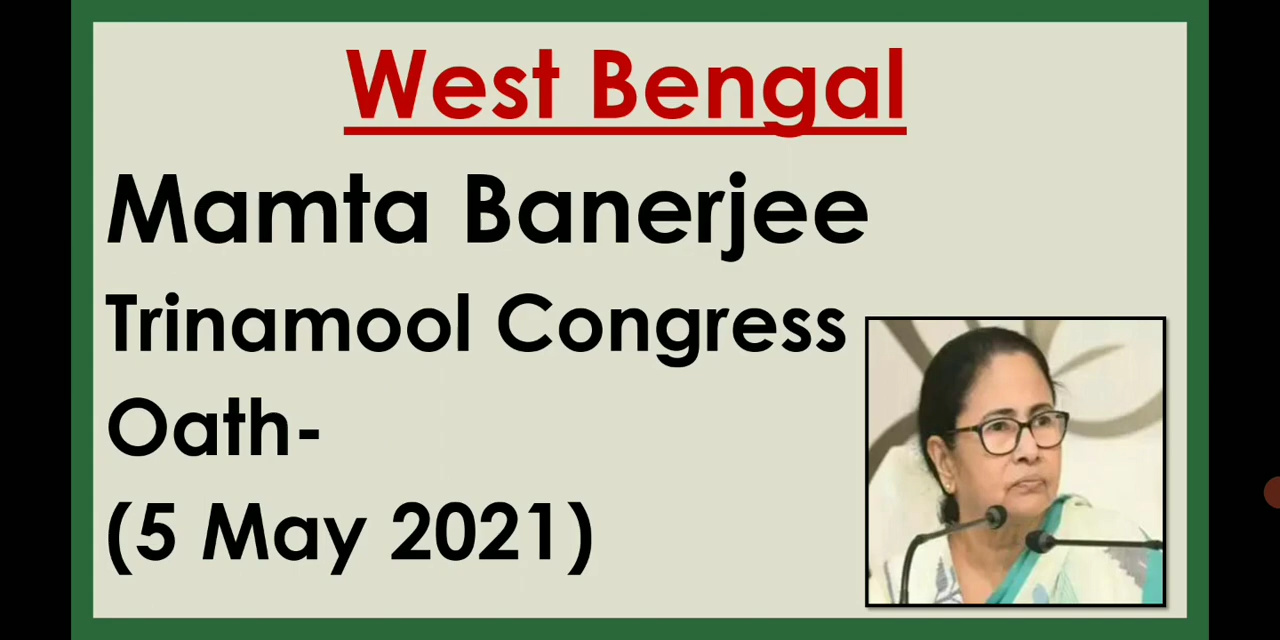 West Bengal
Mamta Banerjee
Trinamool Congress
Oath-
(5 May 2021)